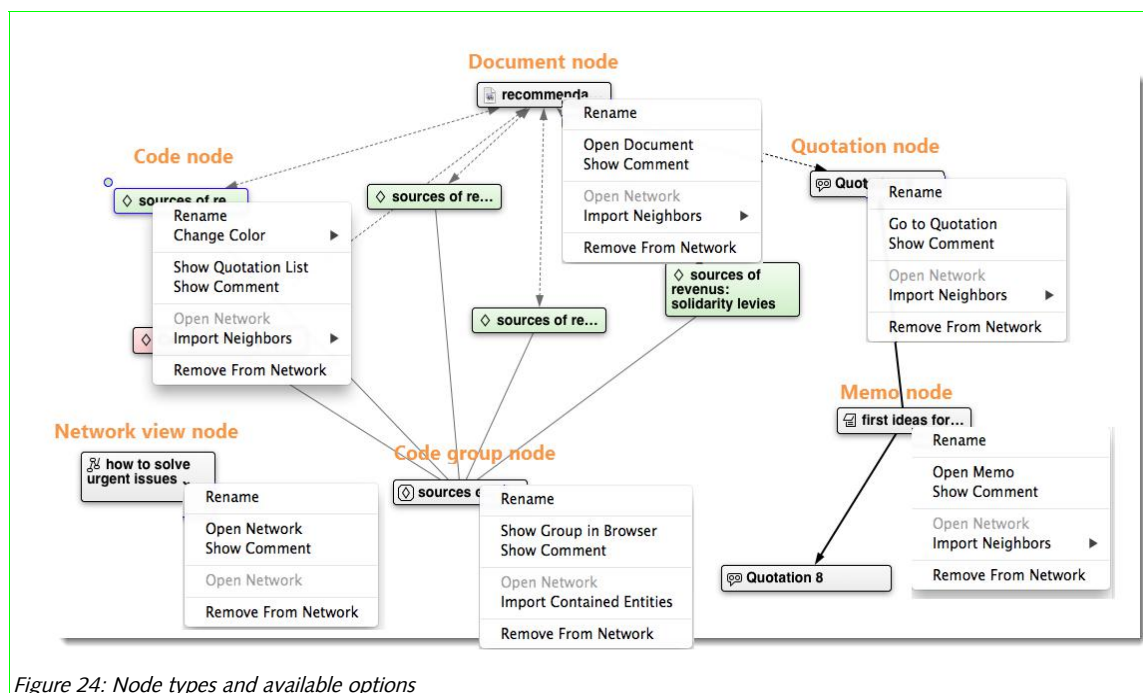 Document node
recommenda...
Rename
Open Document
Show Comment
Open Network
Import Neighbors
Remove From Network
Code node
sources of re...
Rename
Change Color
Show Quotation List
Show Comment
Open Network
Import Neighbors
Remove From Network
sources of re...
sources of re...
sources of
revenus:
solidarity levies
Quotation node
Rename
Go to Quotation
Show Comment
Open Network
Import Neighbors
Remove From Network
Memo node
first ideas for...
Rename
Open Memo
Show Comment
Open Network
Import Neighbors
Remove From Network
Network view node
how to solve
urgent issues
Rename
Open Network
Show Comment
Open Network
Remove From Network
Code group node
sources
Rename
Show Group in Browser
Show Comment
Open Network
Import Contained Entities
Remove From Network
Quotation 8
Figure 24: Node types and available options